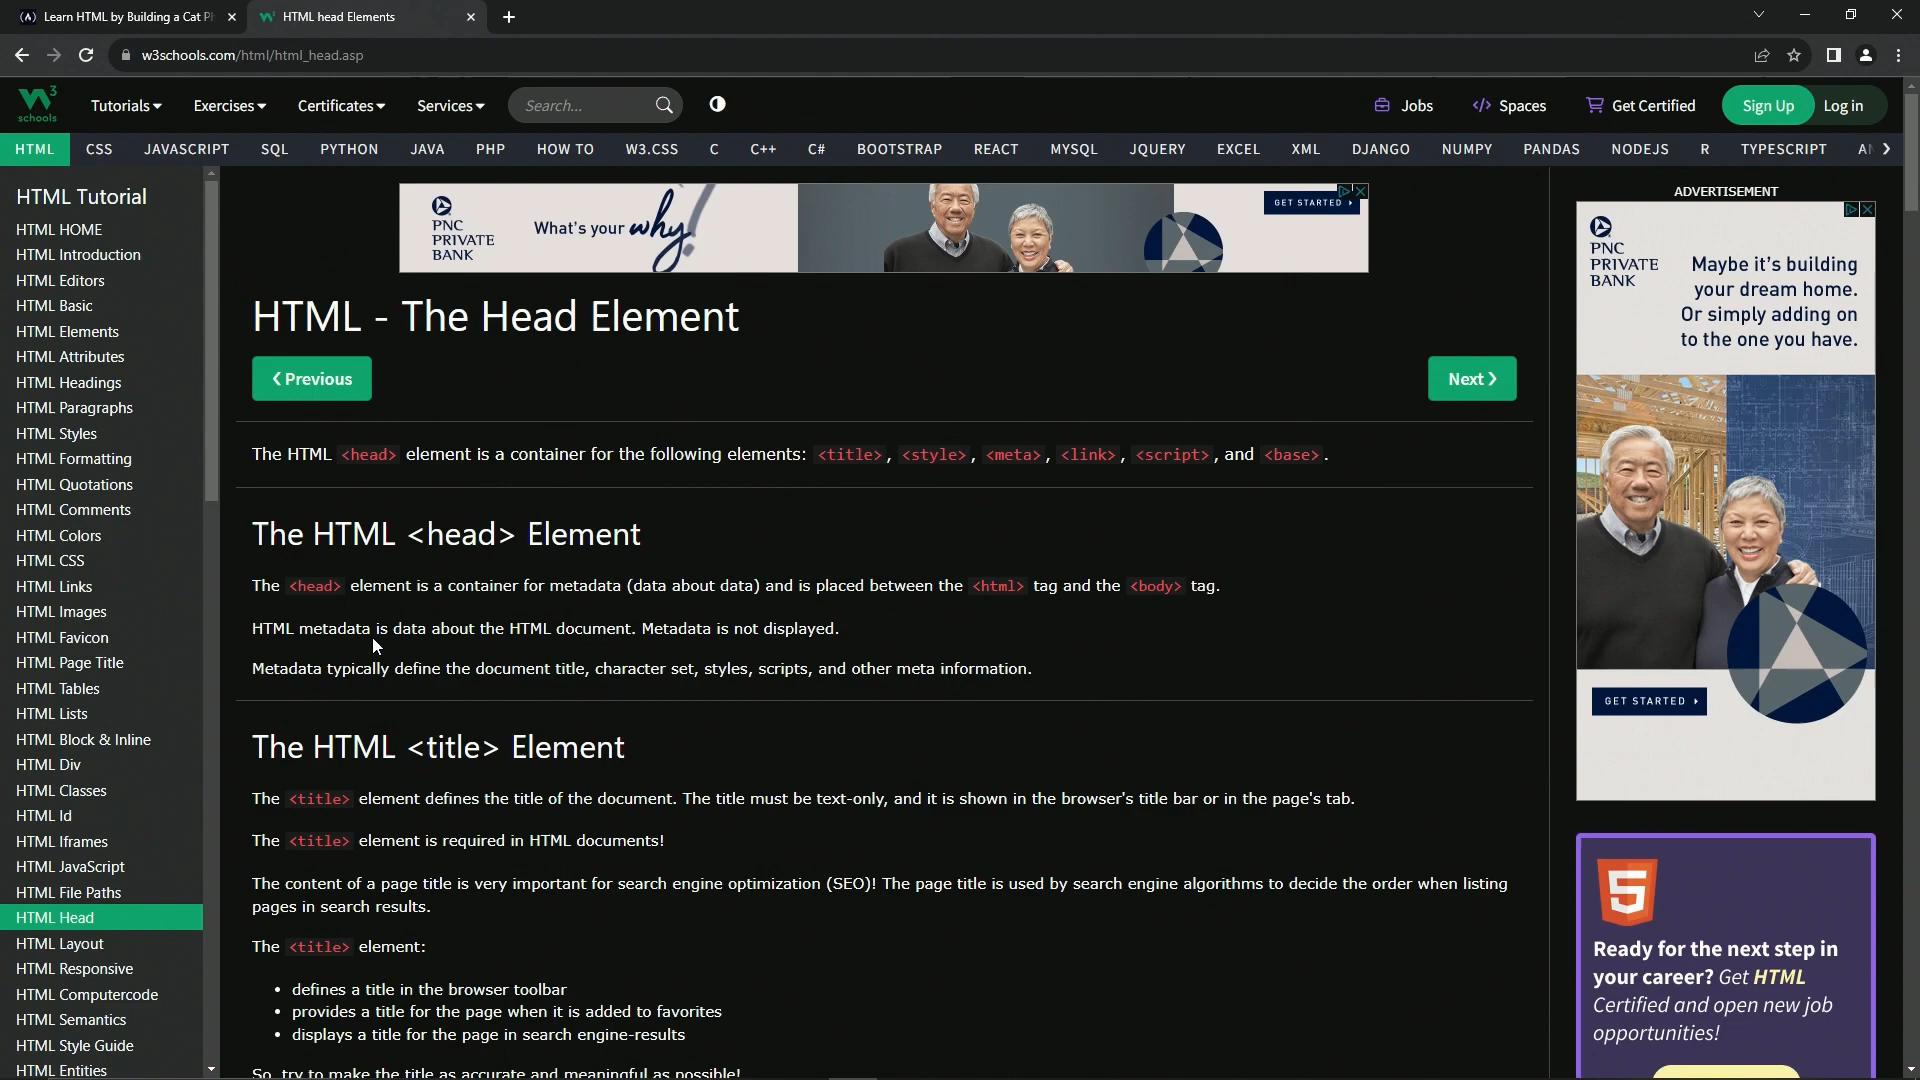 Learn HTML by Building a Cat Ph
HTML head Elements
w3schools.com/html/html_head.asp
W3 schools
Tutorials
Exercises
Certificates
Services
Search...
Jobs
Spaces
Get Certified
Sign Up
Log in
HTML
CSS
JAVASCRIPT
SQL
PYTHON
JAVA
PHP
HOW TO
W3.CSS
C
C++
C#
BOOTSTRAP
REACT
MYSQL
JQUERY
EXCEL
XML
DJANGO
NUMPY
PANDAS
NODEJS
R
TYPESCRIPT
HTML Tutorial
HTML HOME
HTML Introduction
HTML Editors
HTML Basic
HTML Elements
HTML Attributes
HTML Headings
HTML Paragraphs
HTML Styles
HTML Formatting
HTML Quotations
HTML Comments
HTML Colors
HTML CSS
HTML Links
HTML Images
HTML Favicon
HTML Page Title
HTML Tables
HTML Lists
HTML Block & Inline
HTML Div
HTML Classes
HTML Id
HTML Iframes
HTML JavaScript
HTML File Paths
HTML Head
HTML Layout
HTML Responsive
HTML Computercode
HTML Semantics
HTML Style Guide
HTML Entities
PNC
PRIVATE
BANK
What's your why?
GET STARTED
HTML - The Head Element
❮ Previous
Next ❯
The HTML <head> element is a container for the following elements: <title>, <style>, <meta>, <link>, <script>, and <base>.
The HTML <head> Element
The <head> element is a container for metadata (data about data) and is placed between the <html> tag and the <body> tag.
HTML metadata is data about the HTML document. Metadata is not displayed.
Metadata typically define the document title, character set, styles, scripts, and other meta information.
The HTML <title> Element
The <title> element defines the title of the document. The title must be text-only, and it is shown in the browser's title bar or in the page's tab.
The <title> element is required in HTML documents!
The content of a page title is very important for search engine optimization (SEO)! The page title is used by search engine algorithms to decide the order when listing
pages in search results.
The <title> element:
• defines a title in the browser toolbar
• provides a title for the page when it is added to favorites
• displays a title for the page in search engine-results
So, try to make the title as accurate and meaningful as possible!
ADVERTISEMENT
PNC
PRIVATE
BANK
Maybe it's building
your dream home.
Or simply adding on
to the one you have.
GET STARTED
5
Ready for the next step in
your career? Get HTML
Certified and open new job
opportunities!